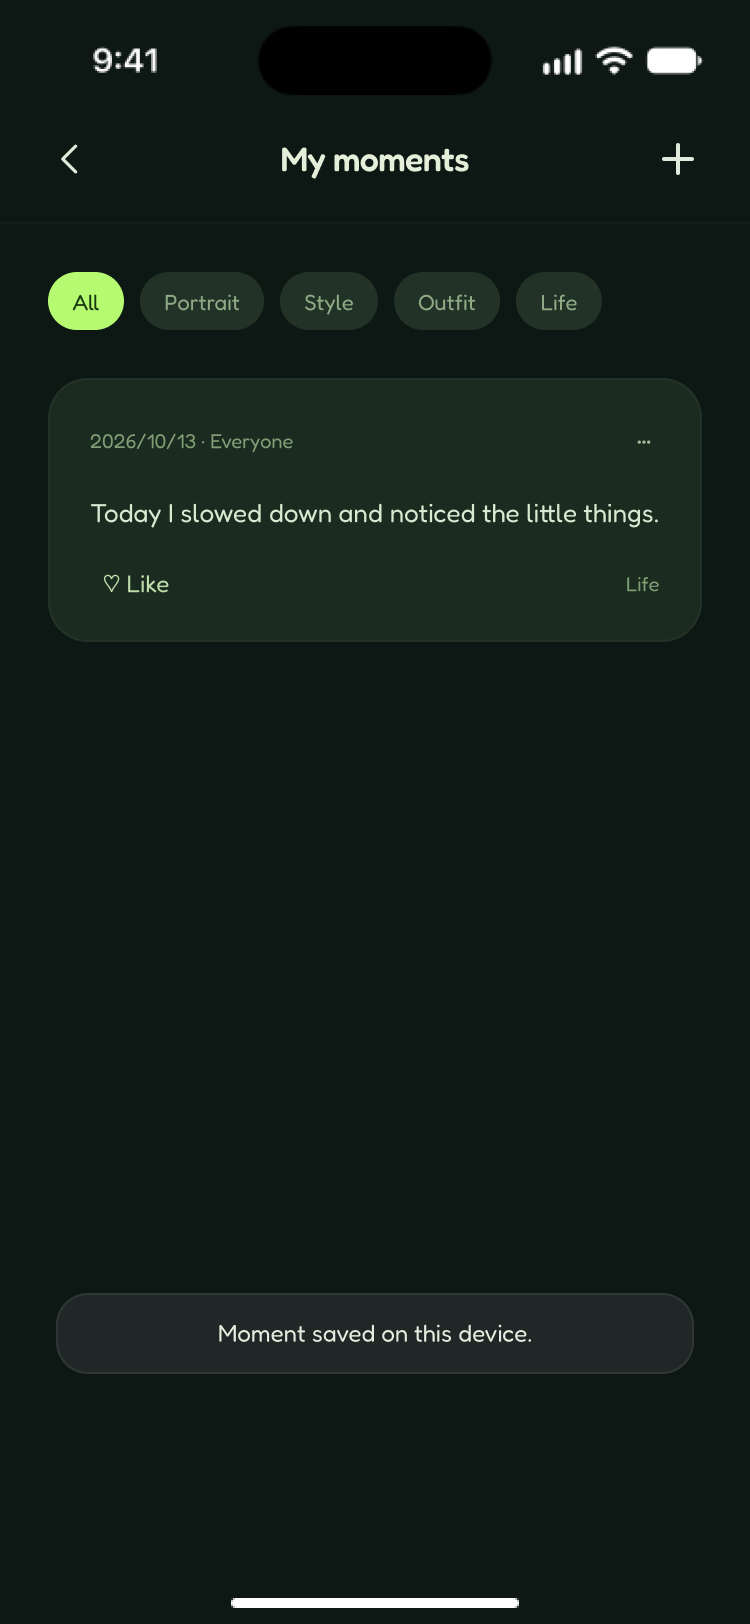 9:41
My moments
All Portrait Style Outfit Life
2026/10/13 · Everyone ···
Today I slowed down and noticed the little things.
♡ Like Life
Moment saved on this device.